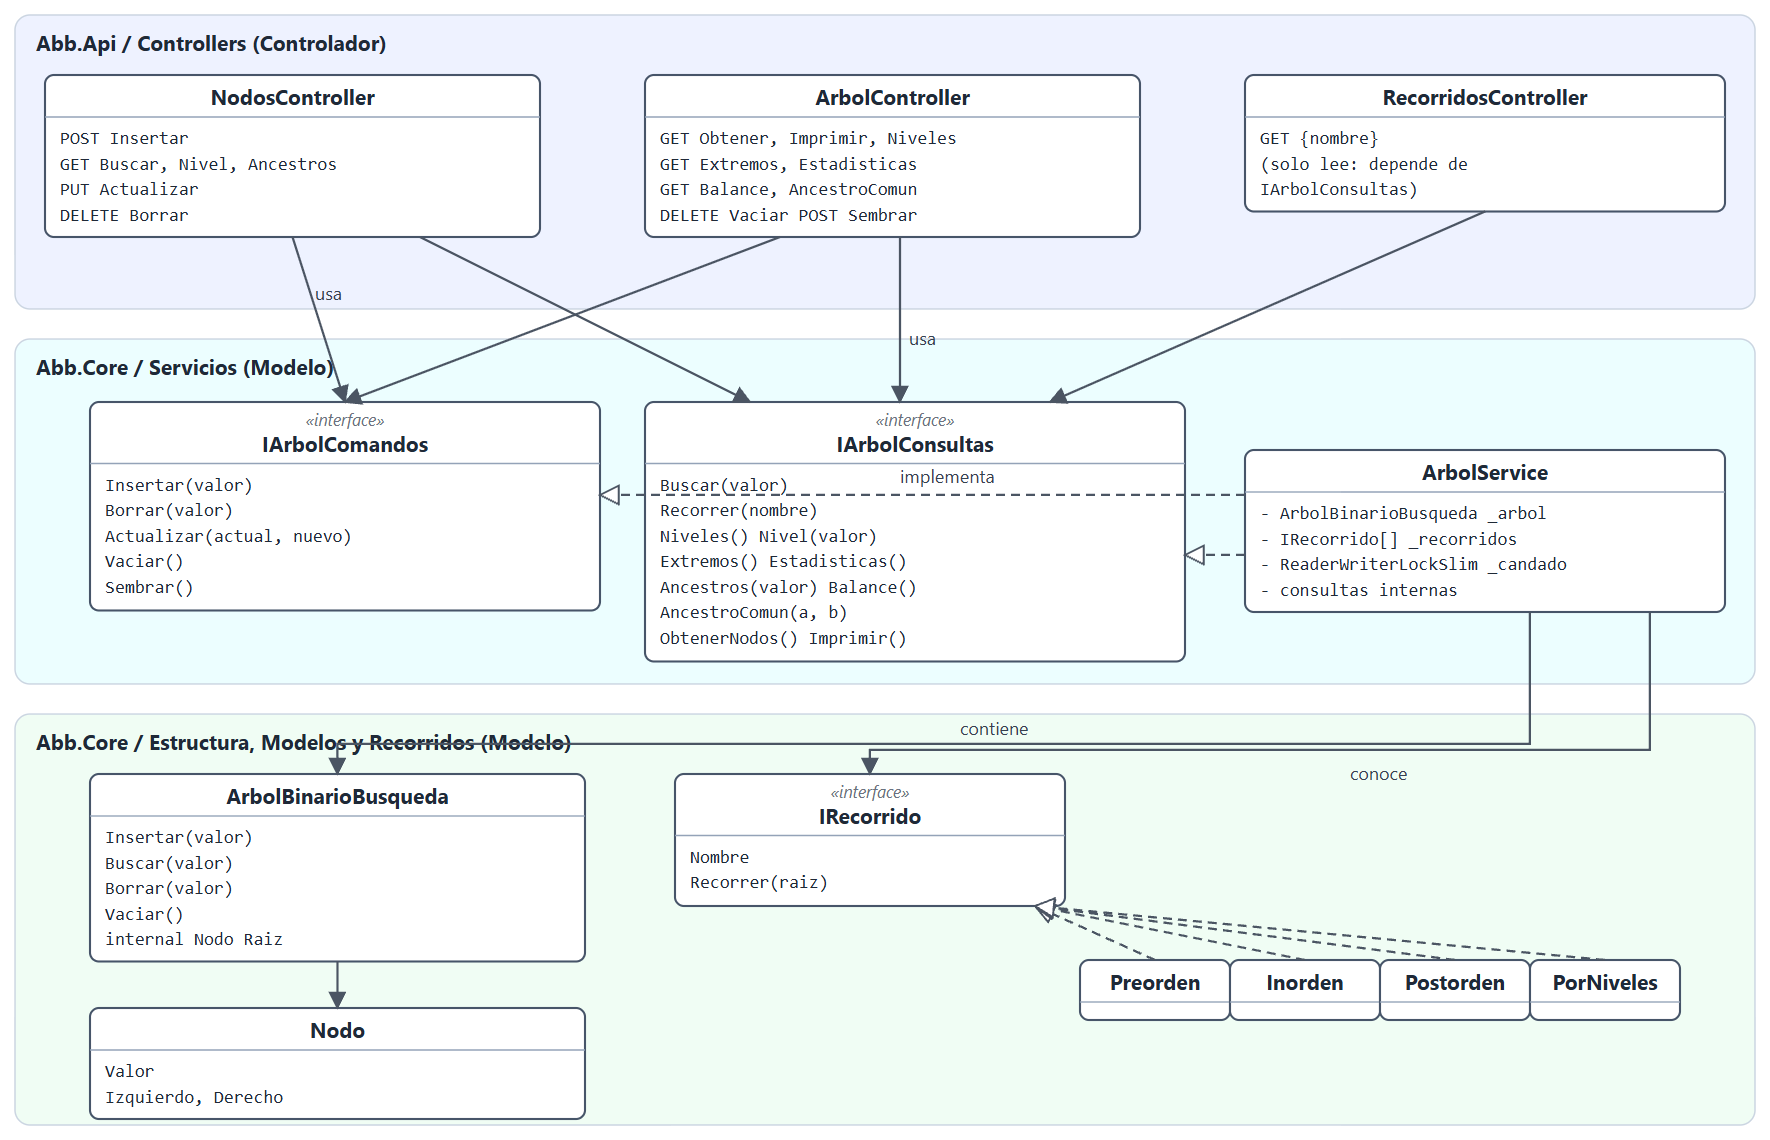 Abb.Api / Controllers (Controlador)
NodosController
POST Insertar
GET Buscar, Nivel, Ancestros
PUT Actualizar
DELETE Borrar
ArbolController
GET Obtener, Imprimir, Niveles
GET Extremos, Estadisticas
GET Balance, AncestroComun
DELETE Vaciar POST Sembrar
RecorridosController
GET {nombre}
(solo lee: depende de
IArbolConsultas)
usa
usa
Abb.Core / Servicios (Modelo)
«interface»
IArbolComandos
Insertar(valor)
Borrar(valor)
Actualizar(actual, nuevo)
Vaciar()
Sembrar()
«interface»
IArbolConsultas
implementa
Buscar(valor)
Recorrer(nombre)
Niveles() Nivel(valor)
Extremos() Estadisticas()
Ancestros(valor) Balance()
AncestroComun(a, b)
ObtenerNodos() Imprimir()
ArbolService
- ArbolBinarioBusqueda _arbol
- IRecorrido[] _recorridos
- ReaderWriterLockSlim _candado
- consultas internas
Abb.Core / Estructura, Modelos y Recorridos (Modelo)
contiene
conoce
ArbolBinarioBusqueda
Insertar(valor)
Buscar(valor)
Borrar(valor)
Vaciar()
internal Nodo Raiz
«interface»
IRecorrido
Nombre
Recorrer(raiz)
Preorden
Inorden
Postorden
PorNiveles
Nodo
Valor
Izquierdo, Derecho